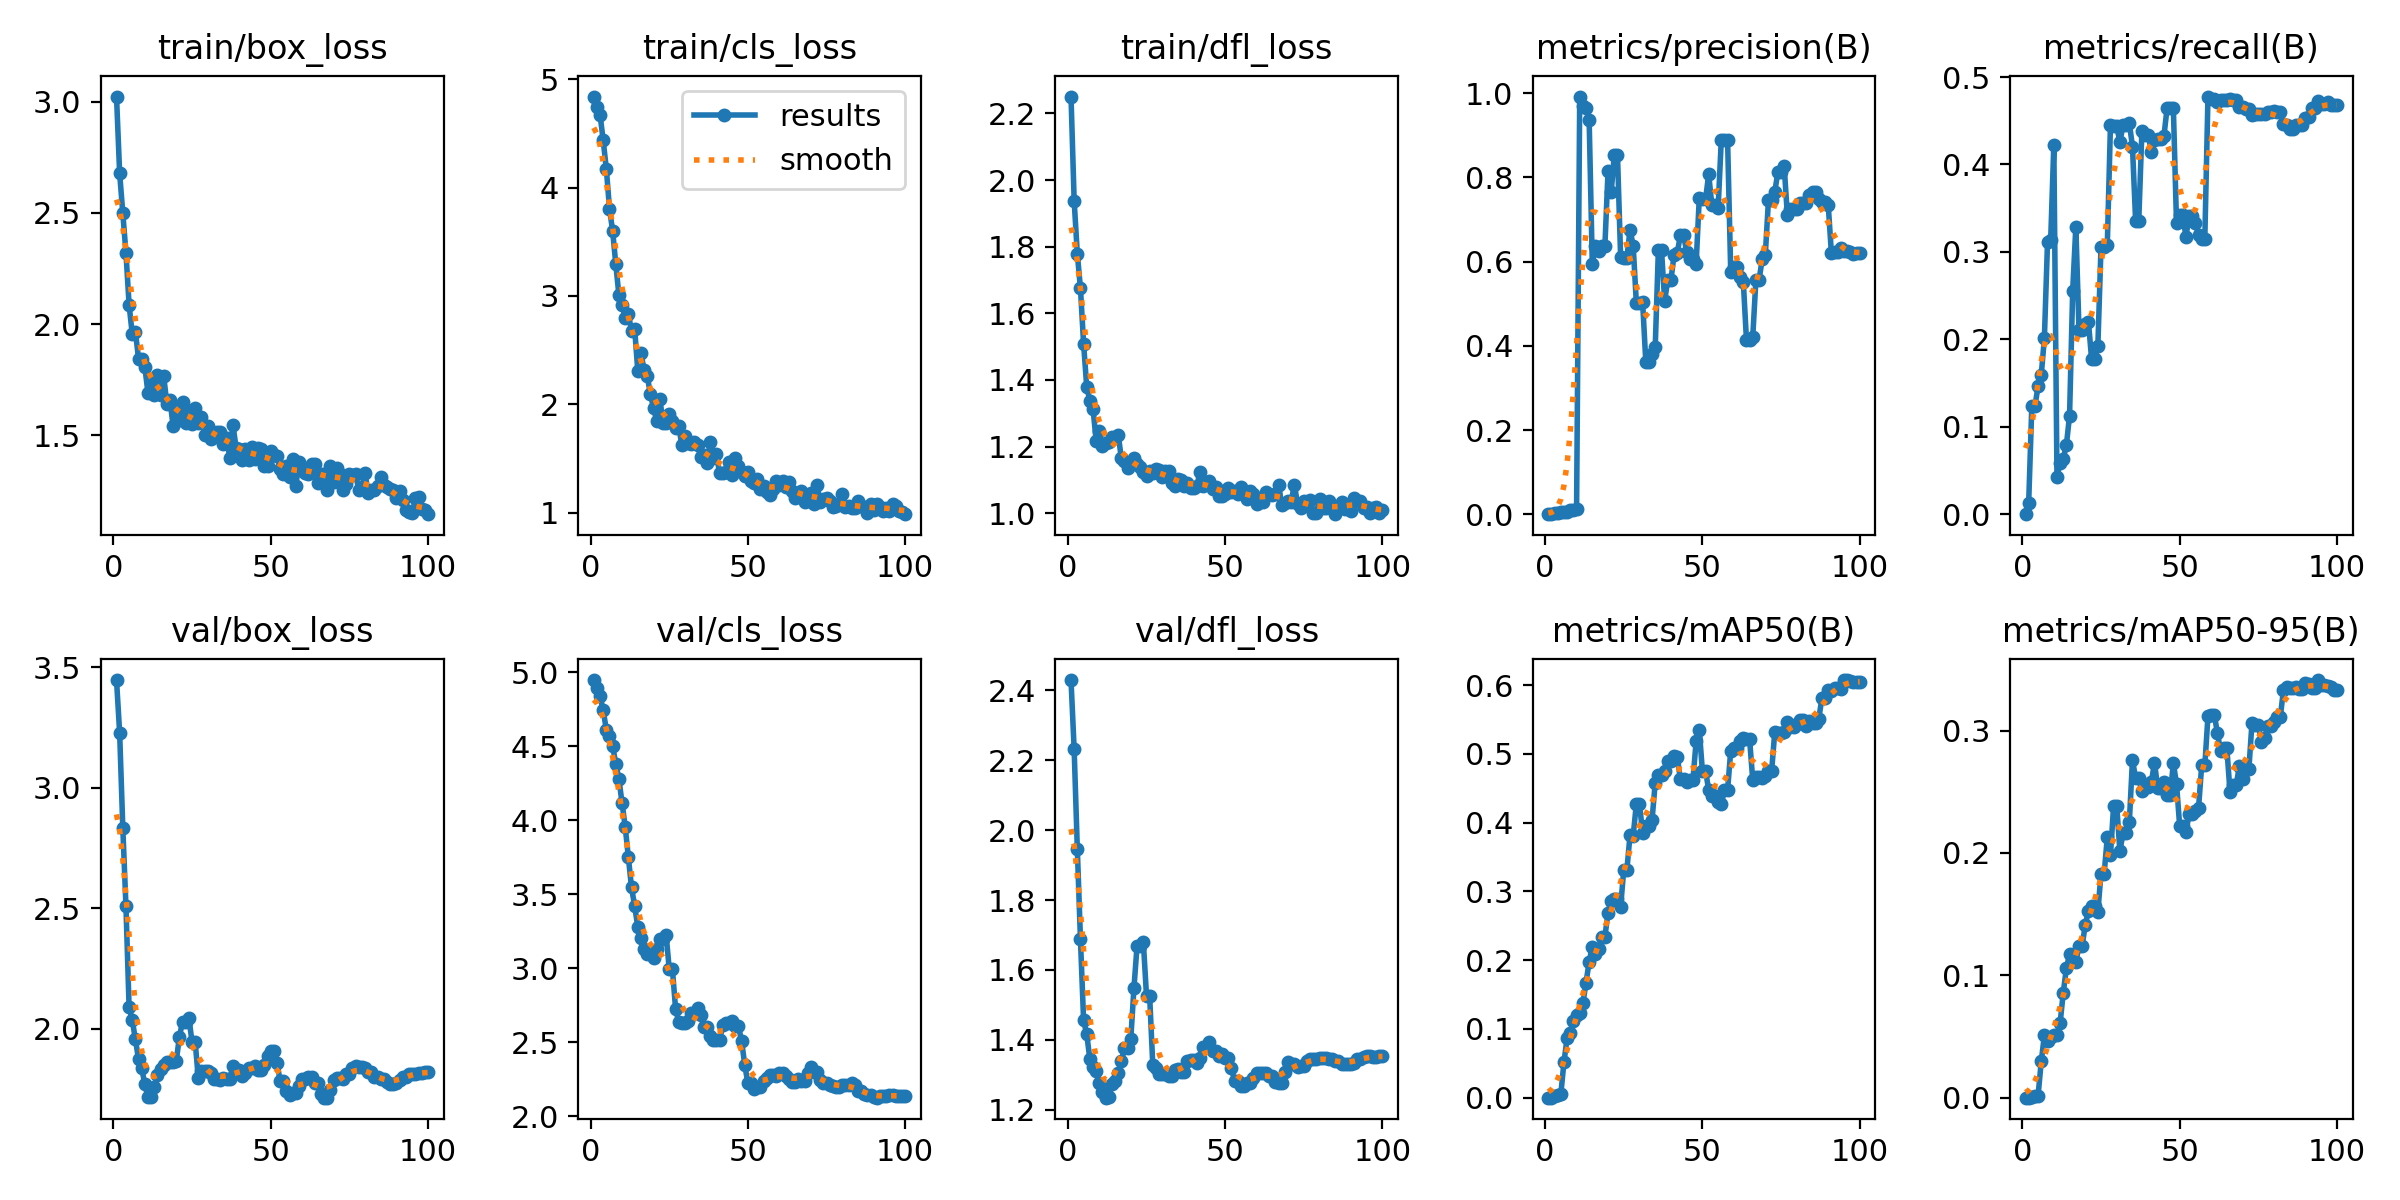 train/box_loss
3.0
2.5
2.0
1.5
0 50 100
train/cls_loss
5
4
3
2
1
0 50 100
results
smooth
train/dfl_loss
2.2
2.0
1.8
1.6
1.4
1.2
1.0
0 50 100
metrics/precision(B)
1.0
0.8
0.6
0.4
0.2
0.0
0 50 100
metrics/recall(B)
0.5
0.4
0.3
0.2
0.1
0.0
0 50 100
val/box_loss
3.5
3.0
2.5
2.0
0 50 100
val/cls_loss
5.0
4.5
4.0
3.5
3.0
2.5
2.0
0 50 100
val/dfl_loss
2.4
2.2
2.0
1.8
1.6
1.4
1.2
0 50 100
metrics/mAP50(B)
0.6
0.5
0.4
0.3
0.2
0.1
0.0
0 50 100
metrics/mAP50-95(B)
0.3
0.2
0.1
0.0
0 50 100